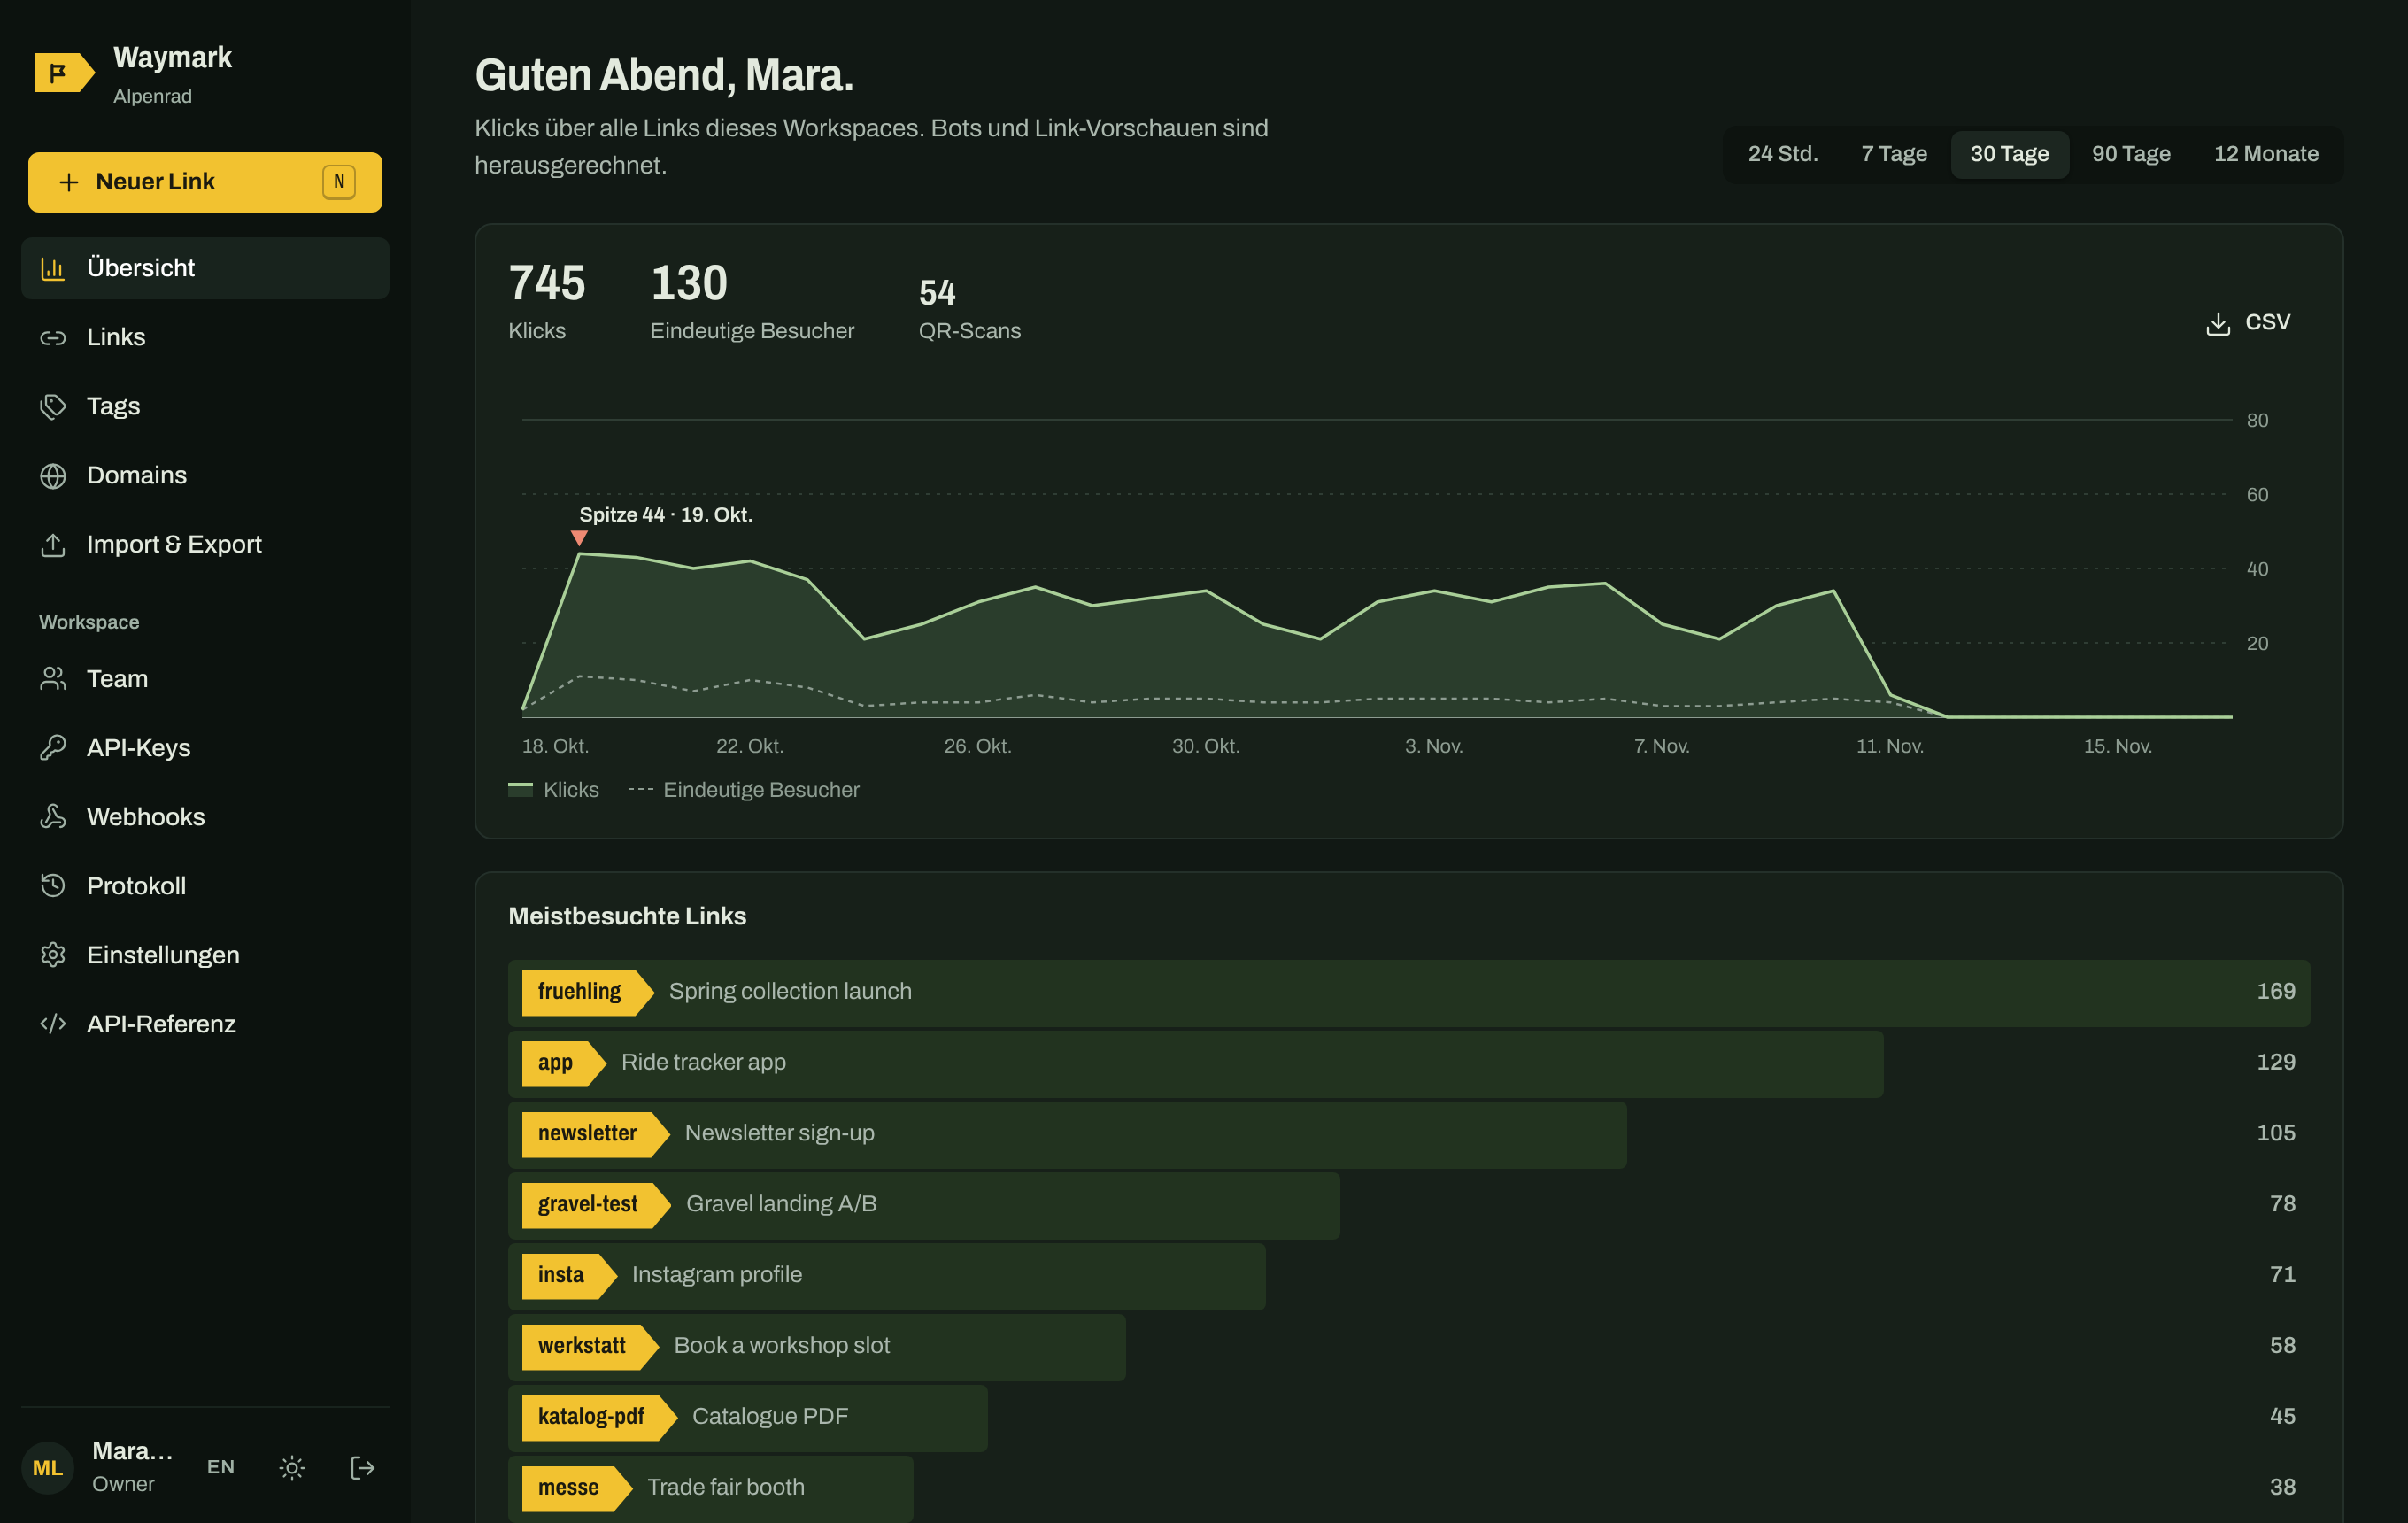 Waymark
Alpenrad
Neuer Link
N
Übersicht
Links
Tags
Domains
Import & Export
Workspace
Team
API-Keys
Webhooks
Protokoll
Einstellungen
API-Referenz
ML
Mara...
Owner
EN
Guten Abend, Mara.
Klicks über alle Links dieses Workspaces. Bots und Link-Vorschauen sind
herausgerechnet.
24 Std.
7 Tage
30 Tage
90 Tage
12 Monate
745
Klicks
130
Eindeutige Besucher
54
QR-Scans
CSV
80
60
40
20
Spitze 44 · 19. Okt.
18. Okt.
22. Okt.
26. Okt.
30. Okt.
3. Nov.
7. Nov.
11. Nov.
15. Nov.
Klicks
Eindeutige Besucher
Meistbesuchte Links
fruehling Spring collection launch 169
app Ride tracker app 129
newsletter Newsletter sign-up 105
gravel-test Gravel landing A/B 78
insta Instagram profile 71
werkstatt Book a workshop slot 58
katalog-pdf Catalogue PDF 45
messe Trade fair booth 38